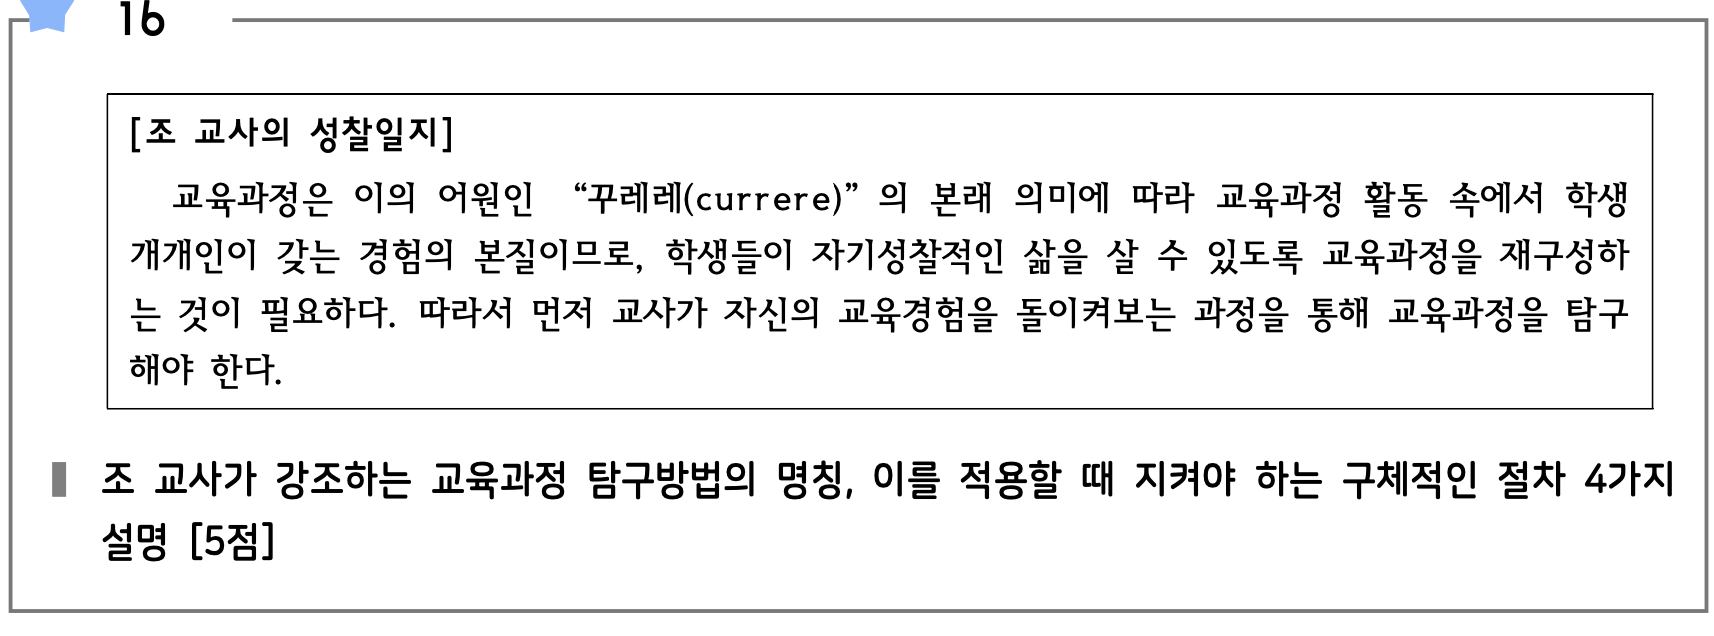 16
[조 교사의 성찰일지]
교육과정은 이의 어원인 “꾸레레(currere)”의 본래 의미에 따라 교육과정 활동 속에서 학생
개개인이 갖는 경험의 본질이므로, 학생들이 자기성찰적인 삶을 살 수 있도록 교육과정을 재구성하
는 것이 필요하다. 따라서 먼저 교사가 자신의 교육경험을 돌이켜보는 과정을 통해 교육과정을 탐구
해야 한다.
조 교사가 강조하는 교육과정 탐구방법의 명칭, 이를 적용할 때 지켜야 하는 구체적인 절차 4가지
설명 [5점]